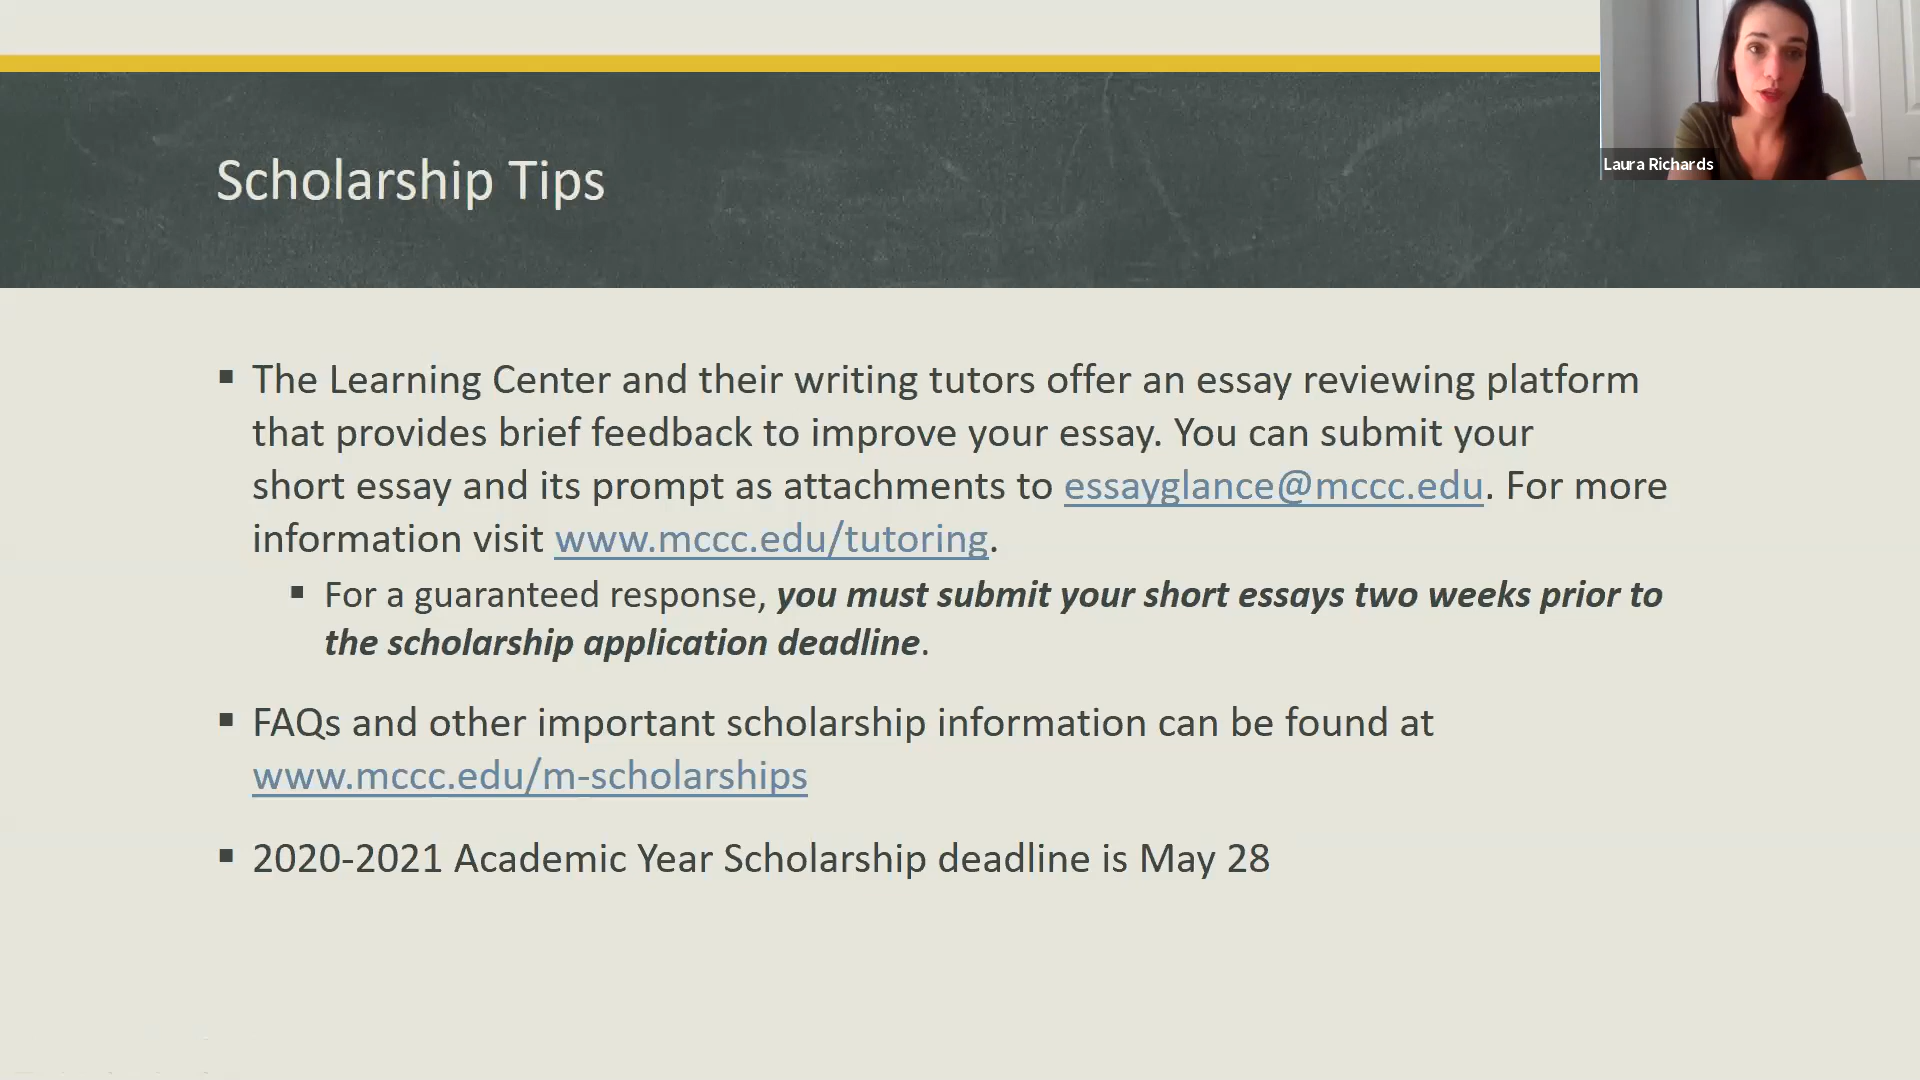 Scholarship Tips
Laura Richards
▪ The Learning Center and their writing tutors offer an essay reviewing platform
that provides brief feedback to improve your essay. You can submit your
short essay and its prompt as attachments to essayglance@mccc.edu. For more
information visit www.mccc.edu/tutoring.
▪ For a guaranteed response, you must submit your short essays two weeks prior to
the scholarship application deadline.
▪ FAQs and other important scholarship information can be found at
www.mccc.edu/m-scholarships
▪ 2020-2021 Academic Year Scholarship deadline is May 28